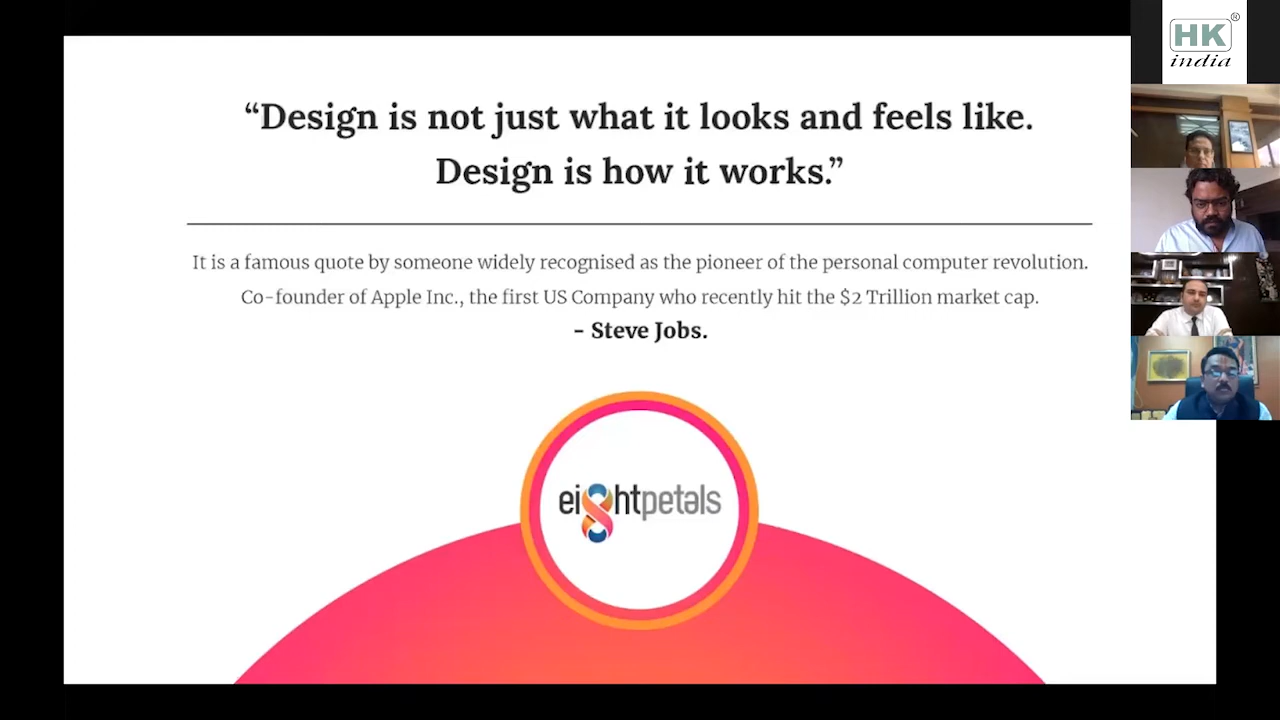 “Design is not just what it looks and feels like.
Design is how it works.”
It is a famous quote by someone widely recognised as the pioneer of the personal computer revolution.
Co-founder of Apple Inc., the first US Company who recently hit the $2 Trillion market cap.
- Steve Jobs.
ei8htpetals
HK®
india